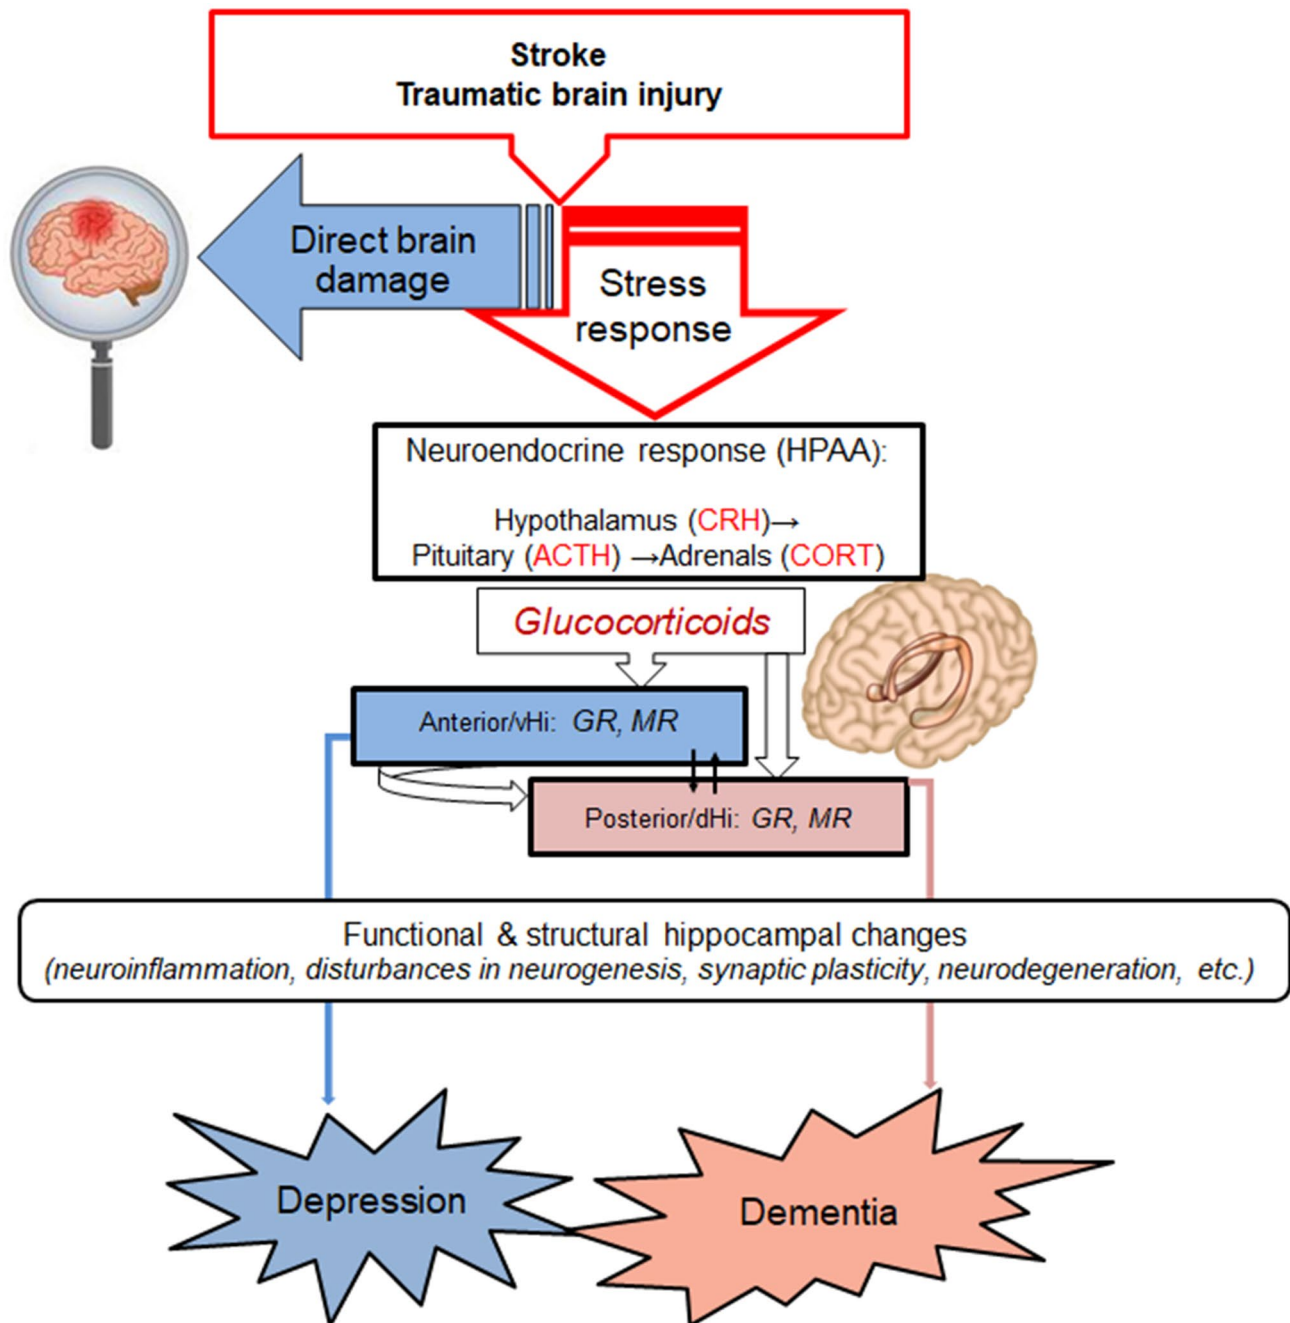 Stroke
Traumatic brain injury
Direct brain
damage
Stress
response
Neuroendocrine response (HPAA):
Hypothalamus (CRH)→
Pituitary (ACTH) →Adrenals (CORT)
Glucocorticoids
Anterior/vHi: GR, MR
Posterior/dHi: GR, MR
Functional & structural hippocampal changes
(neuroinflammation, disturbances in neurogenesis, synaptic plasticity, neurodegeneration, etc.)
Depression
Dementia